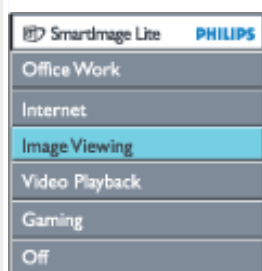 SmartImage Lite PHILIPS
Office Work
Internet
Image Viewing
Video Playback
Gaming
Off